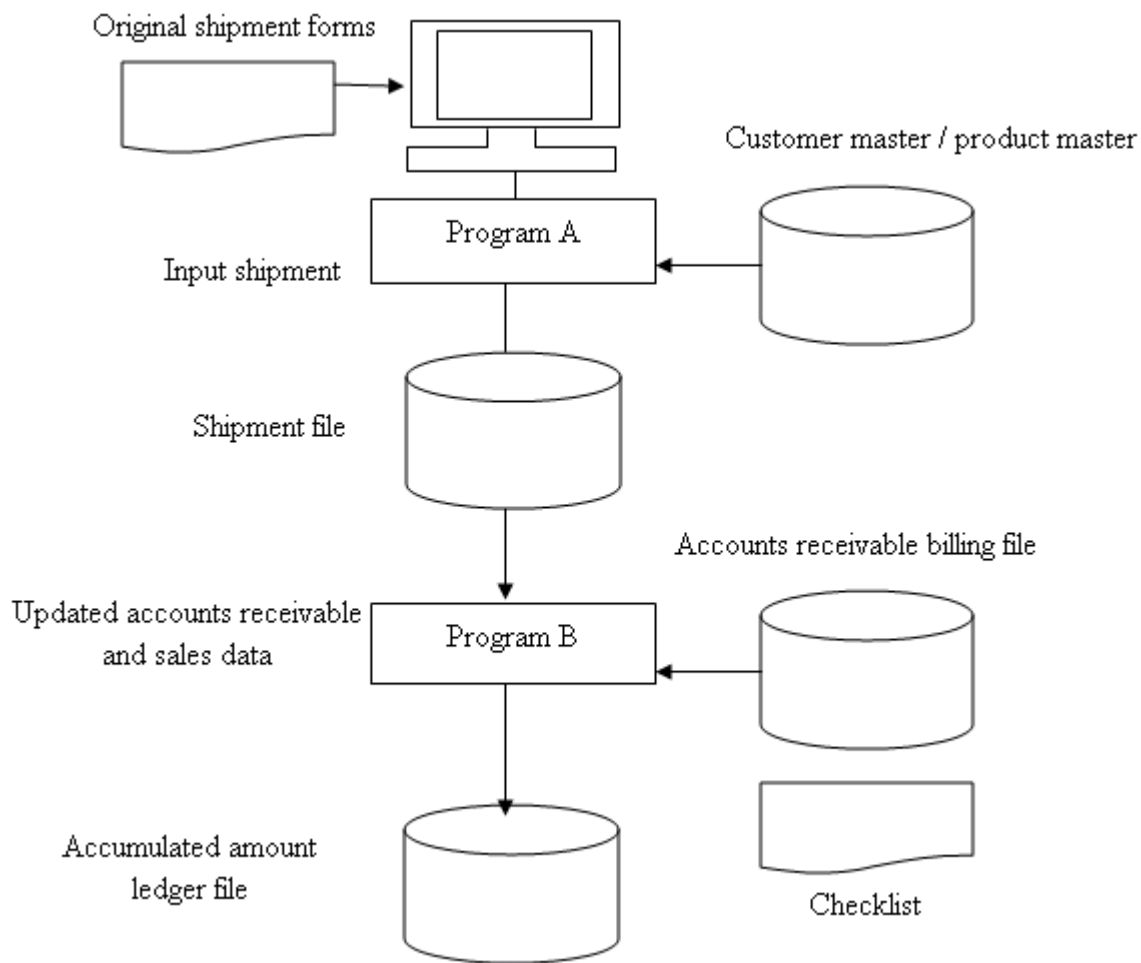 Original shipment forms
Customer master / product master
Program A
Input shipment
Shipment file
Accounts receivable billing file
Updated accounts receivable
and sales data
Program B
Accumulated amount
ledger file
Checklist